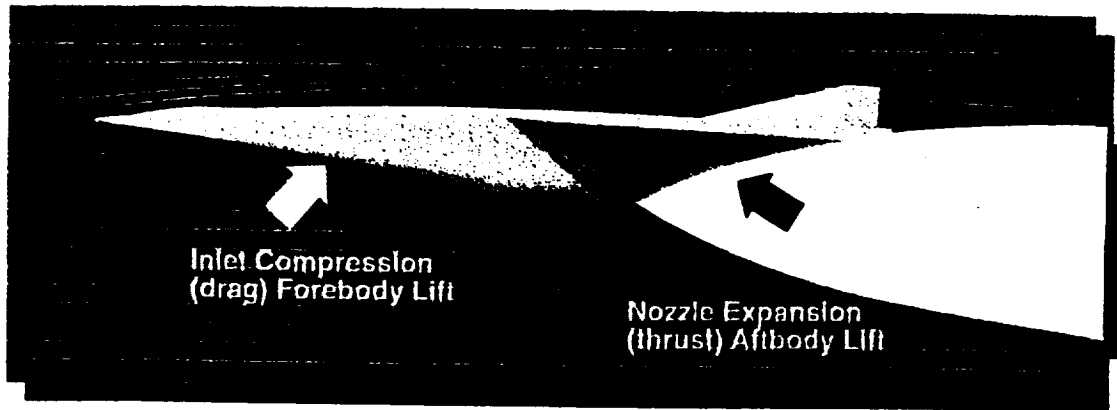 Inlet Compression
(drag) Forebody Lift
Nozzle Expansion
(thrust) Aftbody Lift